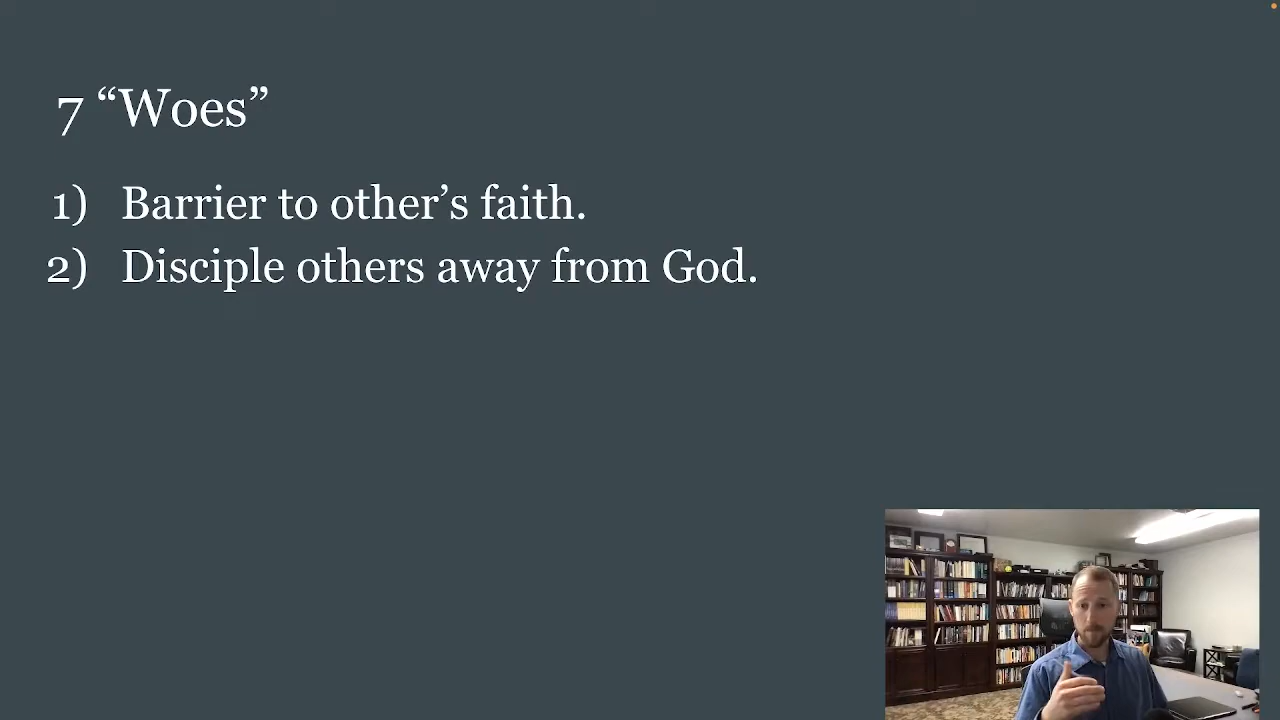 7 “Woes”
1) Barrier to other’s faith.
2) Disciple others away from God.